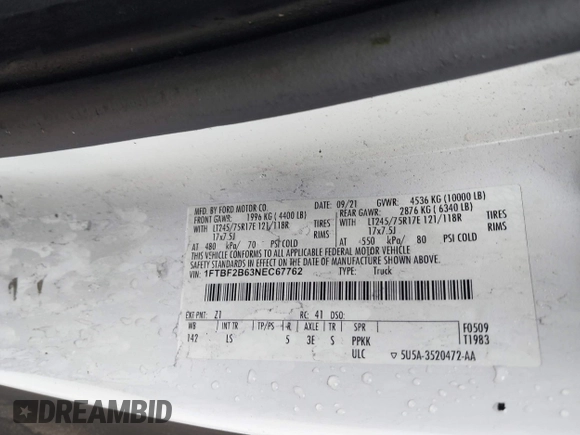 MFD. BY FORD MOTOR CO.
09/21 GVWR: 4536 KG (10000 LB)
FRONT GAWR: 1996 KG (4400 LB)
REAR GAWR: 2876 KG (6340 LB)
WITH LT245/75R17E 121/118R TIRES
WITH LT245/75R17E 121/118R TIRES
17x7.5J RIMS
17x7.5J RIMS
AT 480 kPa/ 70 PSI COLD
AT 550 kPa/ 80 PSI COLD
THIS VEHICLE CONFORMS TO ALL APPLICABLE FEDERAL MOTOR VEHICLE
SAFETY STANDARDS IN EFFECT ON THE DATE OF MANUFACTURE SHOWN ABOVE.
VIN: 1FTBF2B63NEC67762 TYPE: Truck
EXT PNT: Z1 RC: 41 DSO:
WB INT TR TP/PS R AXLE TR SPR F0509
142 LS 5 3E S PPKK T1983
ULC ▽ 5U5A-3520472-AA
DREAMBID